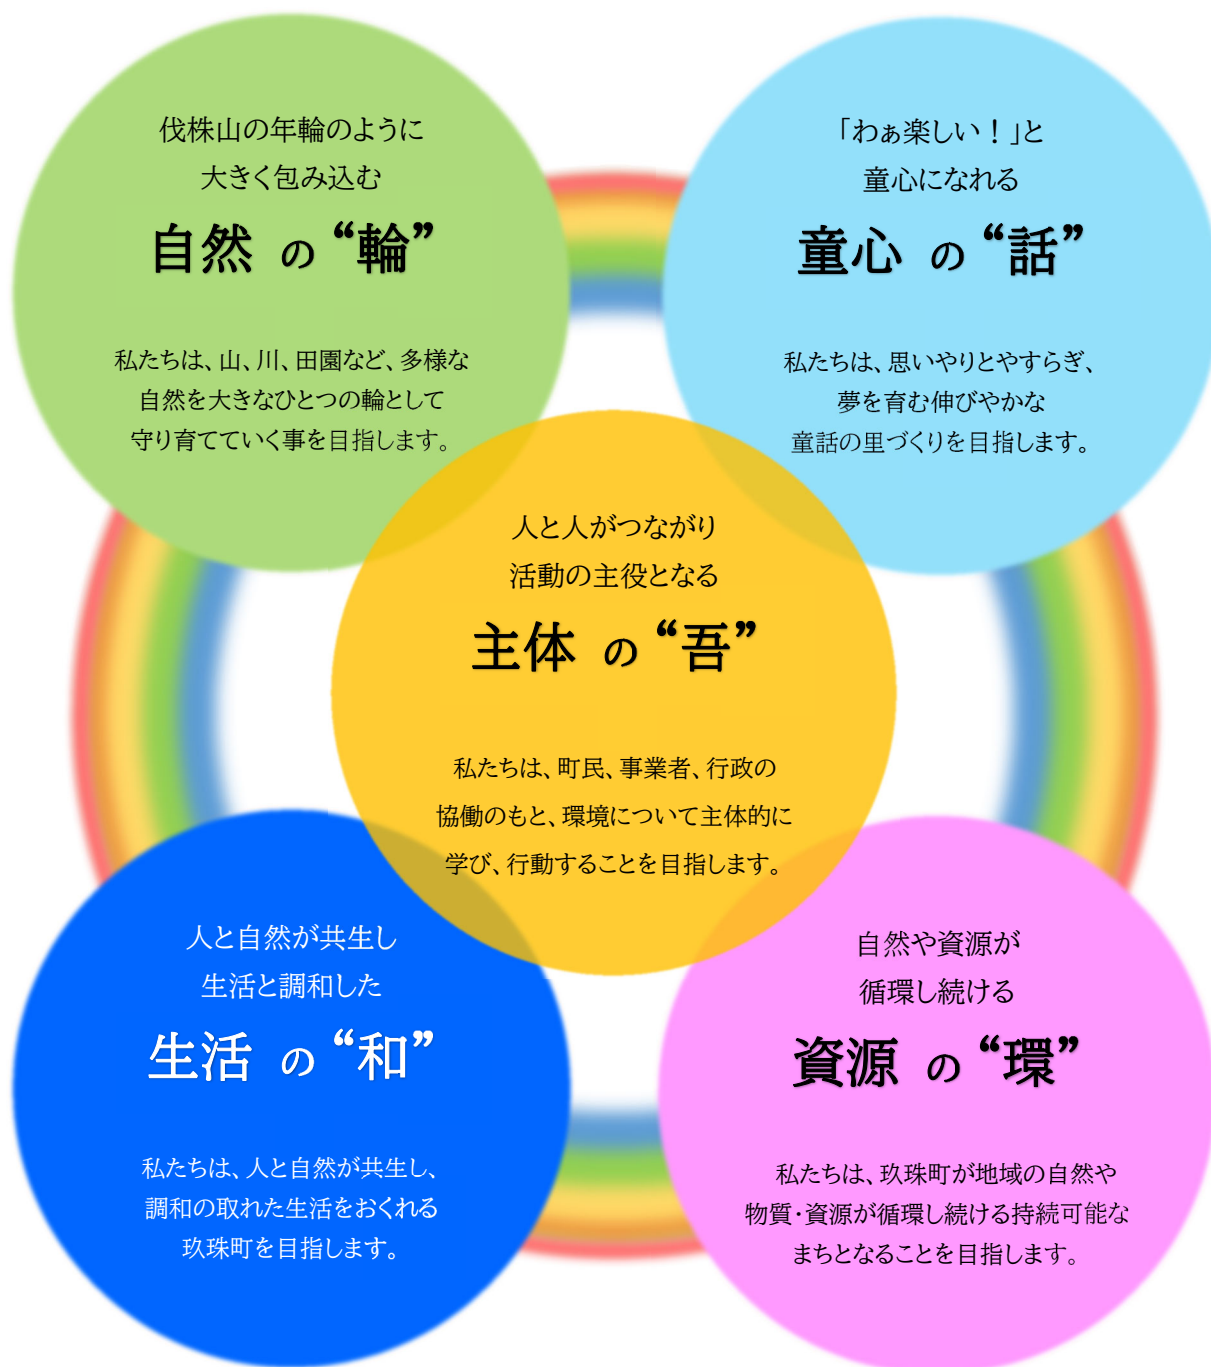 伐株山の年輪のように
大きく包み込む
自然 の “輪”
私たちは、山、川、田園など、多様な
自然を大きなひとつの輪として
守り育てていく事を目指します。
「わぁ楽しい！」と
童心になれる
童心 の “話”
私たちは、思いやりとやすらぎ、
夢を育む伸びやかな
童話の里づくりを目指します。
人と人がつながり
活動の主役となる
主体 の “吾”
私たちは、町民、事業者、行政の
協働のもと、環境について主体的に
学び、行動することを目指します。
人と自然が共生し
生活と調和した
生活 の “和”
私たちは、人と自然が共生し、
調和の取れた生活をおくれる
玖珠町を目指します。
自然や資源が
循環し続ける
資源 の “環”
私たちは、玖珠町が地域の自然や
物質・資源が循環し続ける持続可能な
まちとなることを目指します。